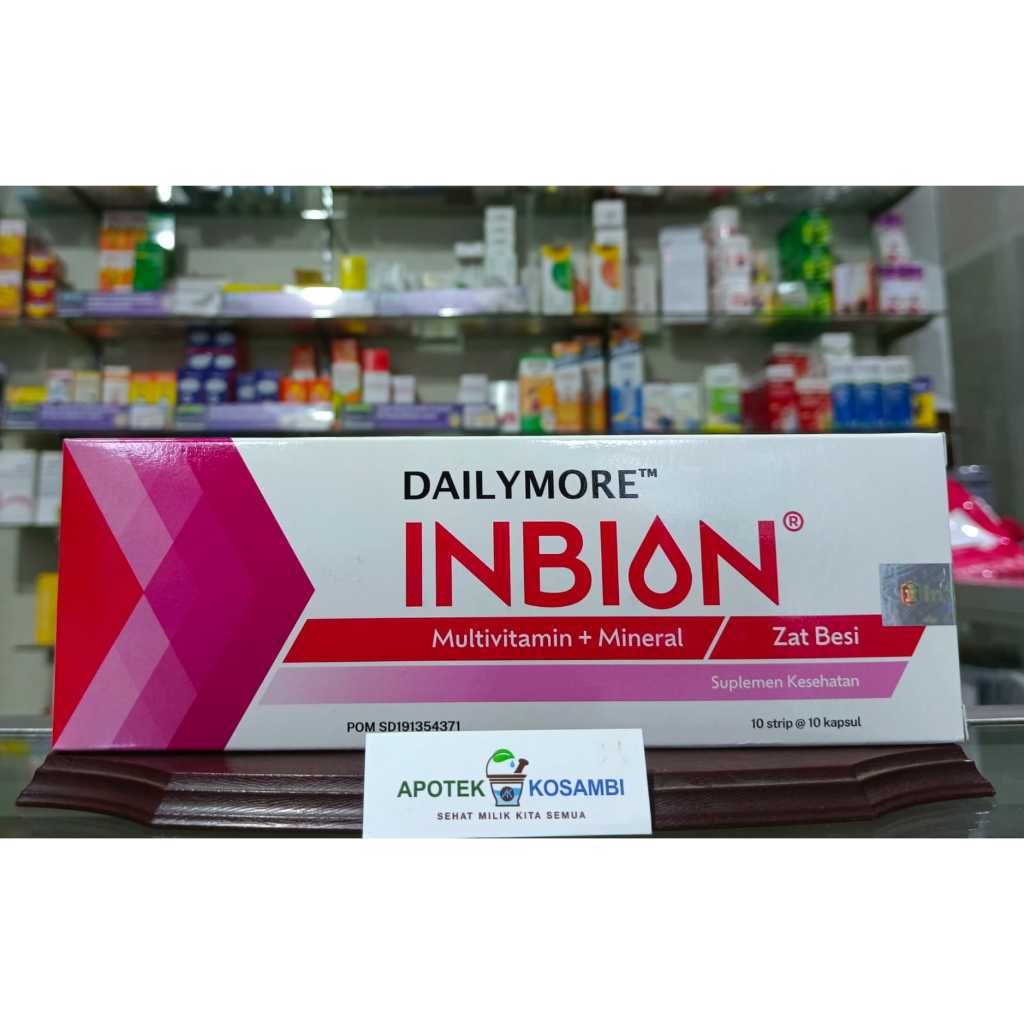 DAILYMORE™
INBION®
Multivitamin + Mineral / Zat Besi
Suplemen Kesehatan
POM SD191354371
10 strip @ 10 kapsul
APOTEK KOSAMBI
SEHAT MILIK KITA SEMUA